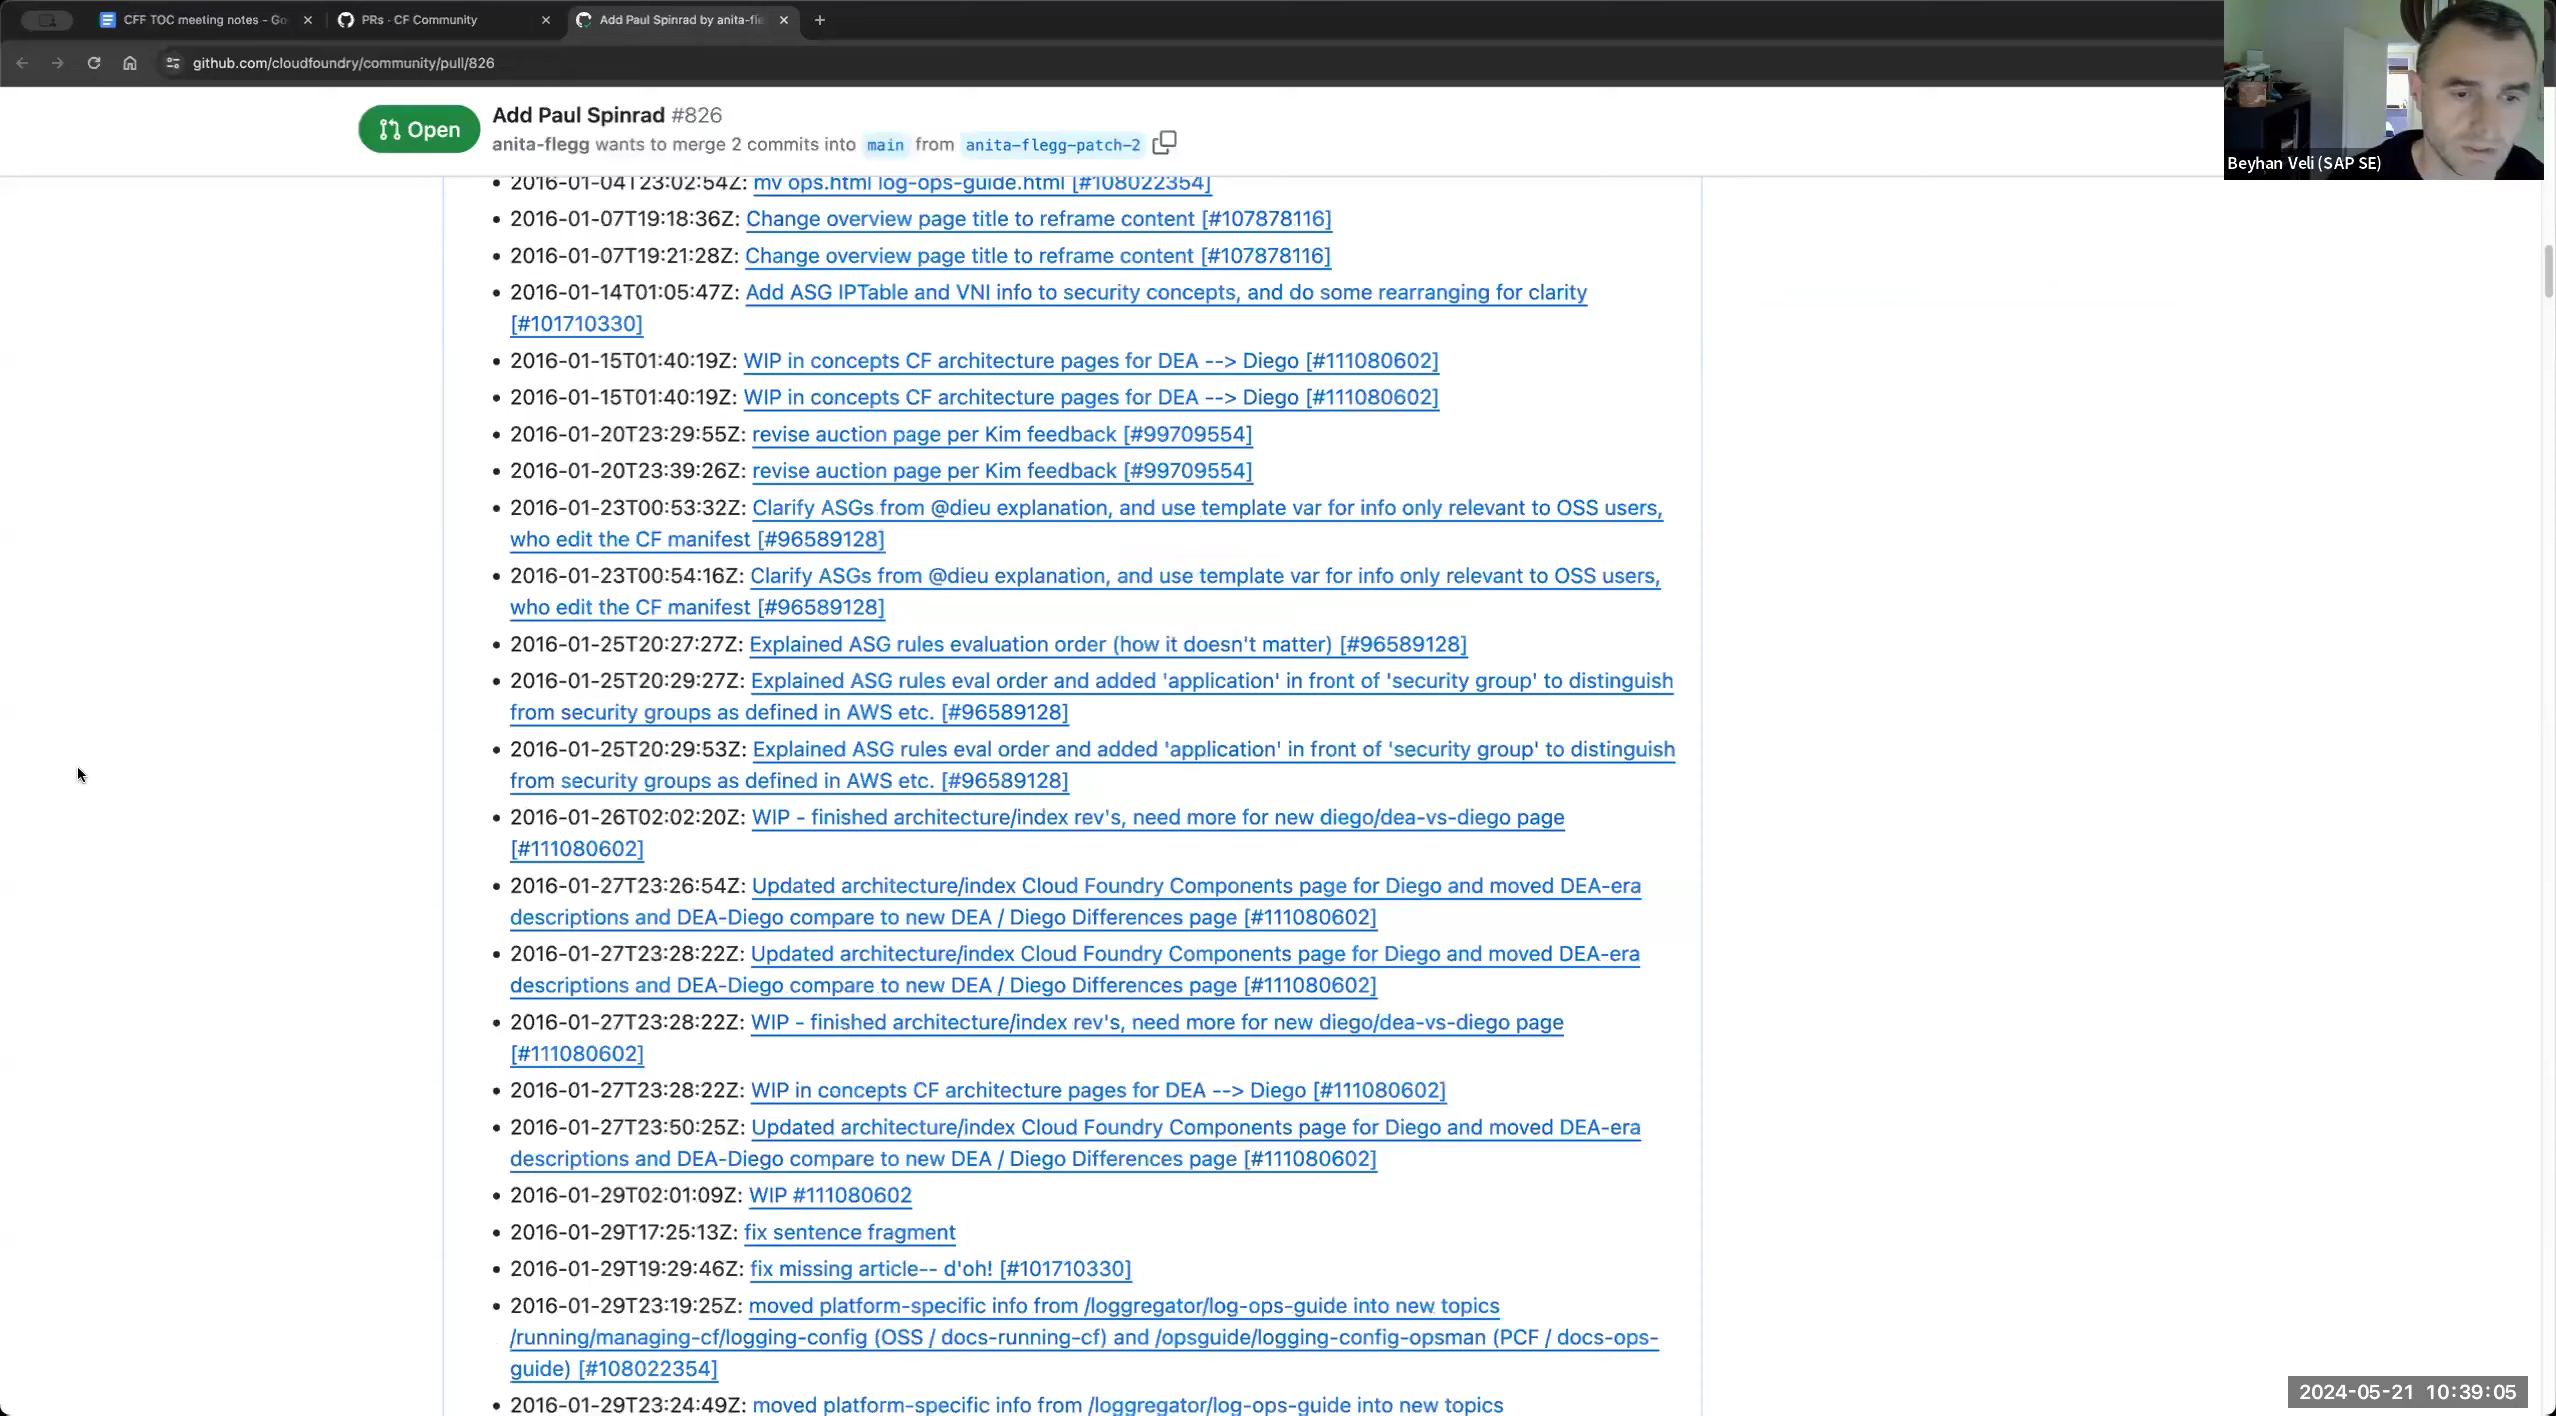 CFF TOC meeting notes - Go
PRs · CF Community
Add Paul Spinrad by anita-fle
github.com/cloudfoundry/community/pull/826
Open
Add Paul Spinrad #826
anita-flegg wants to merge 2 commits into main from anita-flegg-patch-2
Beyhan Veli (SAP SE)
2016-01-04T23:02:54Z: mv ops.html log-ops-guide.html [#108022354]
2016-01-07T19:18:36Z: Change overview page title to reframe content [#107878116]
2016-01-07T19:21:28Z: Change overview page title to reframe content [#107878116]
2016-01-14T01:05:47Z: Add ASG IPTable and VNI info to security concepts, and do some rearranging for clarity
[#101710330]
2016-01-15T01:40:19Z: WIP in concepts CF architecture pages for DEA --> Diego [#111080602]
2016-01-15T01:40:19Z: WIP in concepts CF architecture pages for DEA --> Diego [#111080602]
2016-01-20T23:29:55Z: revise auction page per Kim feedback [#99709554]
2016-01-20T23:39:26Z: revise auction page per Kim feedback [#99709554]
2016-01-23T00:53:32Z: Clarify ASGs from @dieu explanation, and use template var for info only relevant to OSS users,
who edit the CF manifest [#96589128]
2016-01-23T00:54:16Z: Clarify ASGs from @dieu explanation, and use template var for info only relevant to OSS users,
who edit the CF manifest [#96589128]
2016-01-25T20:27:27Z: Explained ASG rules evaluation order (how it doesn't matter) [#96589128]
2016-01-25T20:29:27Z: Explained ASG rules eval order and added 'application' in front of 'security group' to distinguish
from security groups as defined in AWS etc. [#96589128]
2016-01-25T20:29:53Z: Explained ASG rules eval order and added 'application' in front of 'security group' to distinguish
from security groups as defined in AWS etc. [#96589128]
2016-01-26T02:02:20Z: WIP - finished architecture/index rev's, need more for new diego/dea-vs-diego page
[#111080602]
2016-01-27T23:26:54Z: Updated architecture/index Cloud Foundry Components page for Diego and moved DEA-era
descriptions and DEA-Diego compare to new DEA / Diego Differences page [#111080602]
2016-01-27T23:28:22Z: Updated architecture/index Cloud Foundry Components page for Diego and moved DEA-era
descriptions and DEA-Diego compare to new DEA / Diego Differences page [#111080602]
2016-01-27T23:28:22Z: WIP - finished architecture/index rev's, need more for new diego/dea-vs-diego page
[#111080602]
2016-01-27T23:28:22Z: WIP in concepts CF architecture pages for DEA --> Diego [#111080602]
2016-01-27T23:50:25Z: Updated architecture/index Cloud Foundry Components page for Diego and moved DEA-era
descriptions and DEA-Diego compare to new DEA / Diego Differences page [#111080602]
2016-01-29T02:01:09Z: WIP #111080602
2016-01-29T17:25:13Z: fix sentence fragment
2016-01-29T19:29:46Z: fix missing article-- d'oh! [#101710330]
2016-01-29T23:19:25Z: moved platform-specific info from /loggregator/log-ops-guide into new topics
/running/managing-cf/logging-config (OSS / docs-running-cf) and /opsguide/logging-config-opsman (PCF / docs-ops-
guide) [#108022354]
2016-01-29T23:24:49Z: moved platform-specific info from /loggregator/log-ops-guide into new topics
2024-05-21 10:39:05